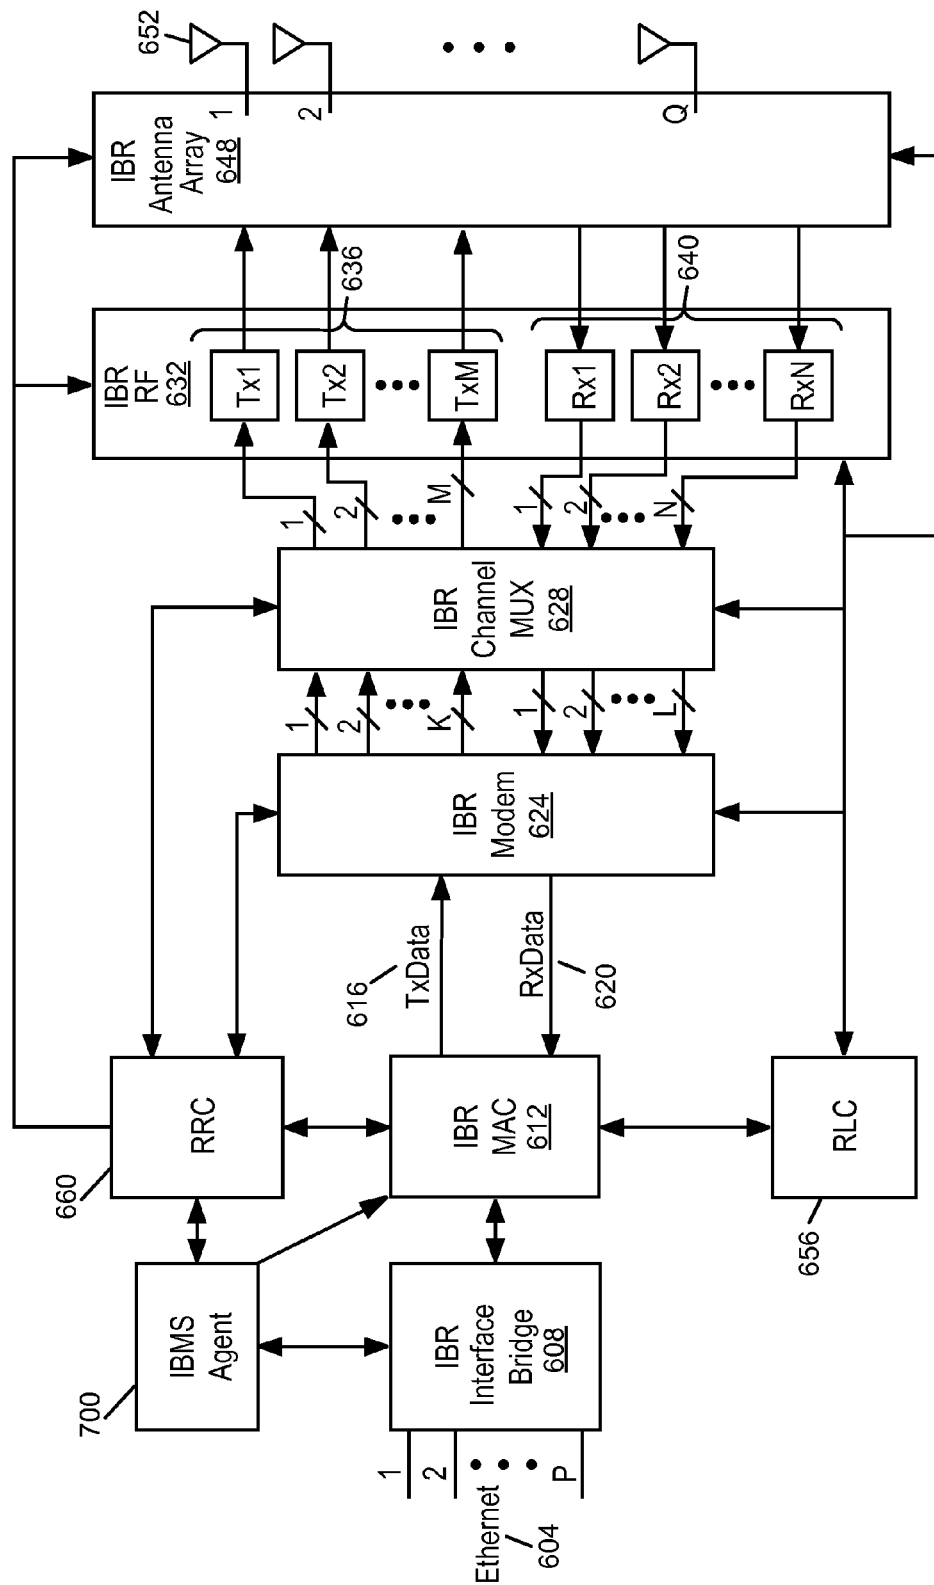 700
IBMS
Agent
660
RRC
Ethernet
604
1
2
P
IBR
Interface
Bridge
608
IBR
MAC
612
656
RLC
616
TxData
RxData
620
IBR
Modem
624
1
2
K
1
2
L
IBR
Channel
MUX
628
1
2
M
1
2
N
IBR
RF
632
Tx1
Tx2
TxM
636
Rx1
Rx2
RxN
640
IBR
Antenna
Array
648
1
2
Q
652